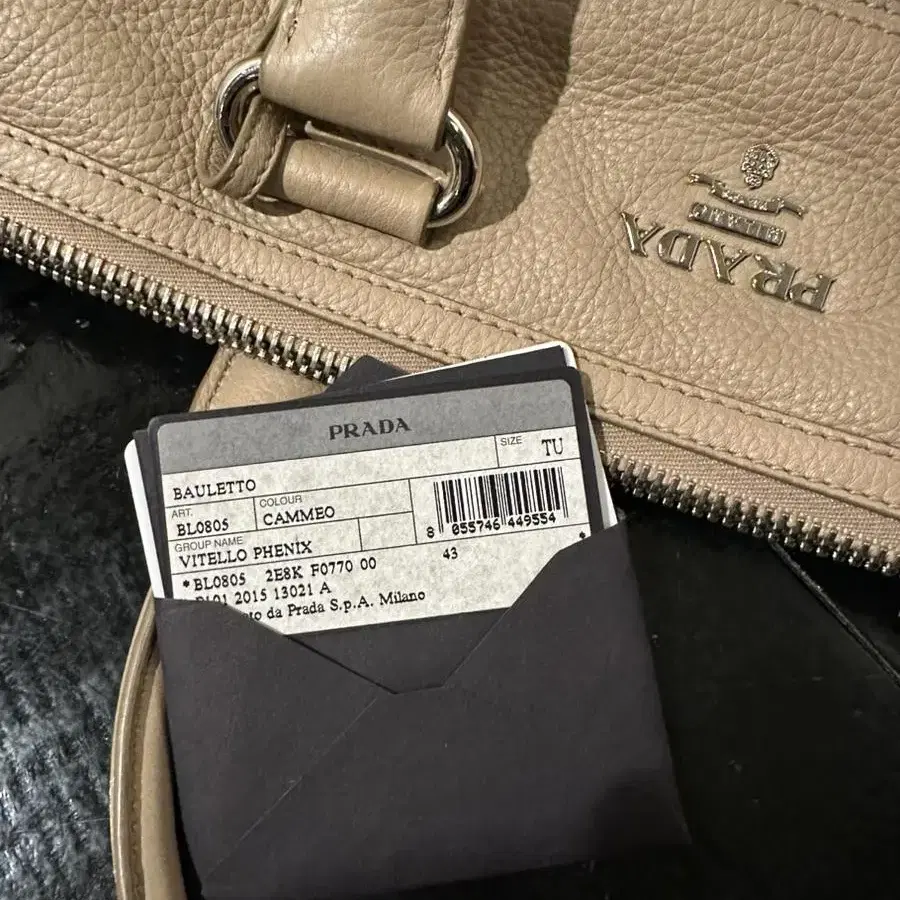 PRADA
MILANO
PRADA
SIZE TU
BAULETTO
ART. COLOUR
BL0805 CAMMEO
GROUP NAME
VITELLO PHENIX
8 055746 449554
*BL0805 2E8K F0770 00 43 *
2015 13021 A
da Prada S.p.A. Milano